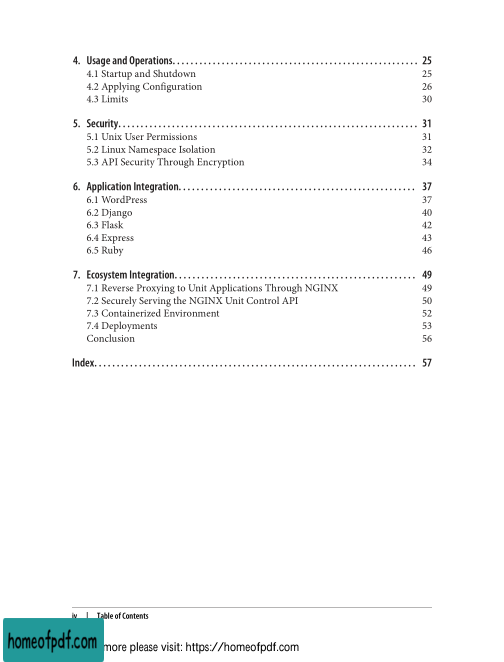 4. Usage and Operations. . . . . . . . . . . . . . . . . . . . . . . . . . . . . . . . . . . . . . . . . . . . . . . . . . . . . . . 25
4.1 Startup and Shutdown 25
4.2 Applying Configuration 26
4.3 Limits 30
5. Security. . . . . . . . . . . . . . . . . . . . . . . . . . . . . . . . . . . . . . . . . . . . . . . . . . . . . . . . . . . . . . . . . . . 31
5.1 Unix User Permissions 31
5.2 Linux Namespace Isolation 32
5.3 API Security Through Encryption 34
6. Application Integration. . . . . . . . . . . . . . . . . . . . . . . . . . . . . . . . . . . . . . . . . . . . . . . . . . . . . 37
6.1 WordPress 37
6.2 Django 40
6.3 Flask 42
6.4 Express 43
6.5 Ruby 46
7. Ecosystem Integration. . . . . . . . . . . . . . . . . . . . . . . . . . . . . . . . . . . . . . . . . . . . . . . . . . . . . . 49
7.1 Reverse Proxying to Unit Applications Through NGINX 49
7.2 Securely Serving the NGINX Unit Control API 50
7.3 Containerized Environment 52
7.4 Deployments 53
Conclusion 56
Index. . . . . . . . . . . . . . . . . . . . . . . . . . . . . . . . . . . . . . . . . . . . . . . . . . . . . . . . . . . . . . . . . . . . . . . . 57
iv | Table of Contents
homeofpdf.com more please visit: https://homeofpdf.com